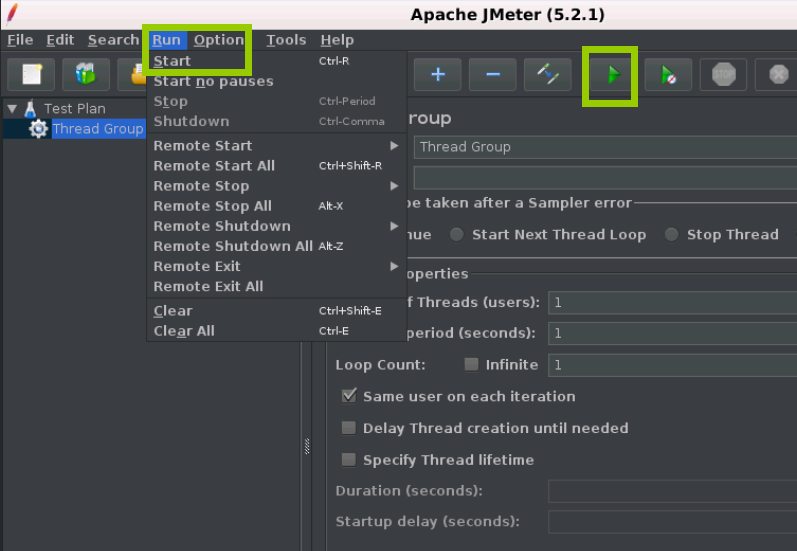 Apache JMeter (5.2.1)
File Edit Search Run Option Tools Help
Start Ctrl-R
Start no pauses
Stop Ctrl-Period
Shutdown Ctrl-Comma
Remote Start
Remote Start All Ctrl+Shift-R
Remote Stop
Remote Stop All Alt-X
Remote Shutdown
Remote Shutdown All Alt-Z
Remote Exit
Remote Exit All
Clear Ctrl+Shift-E
Clear All Ctrl-E
STOP
Test Plan
Thread Group
roup
Thread Group
be taken after a Sampler error
nue Start Next Thread Loop Stop Thread
operties
f Threads (users): 1
period (seconds): 1
Loop Count: Infinite 1
Same user on each iteration
Delay Thread creation until needed
Specify Thread lifetime
Duration (seconds):
Startup delay (seconds):